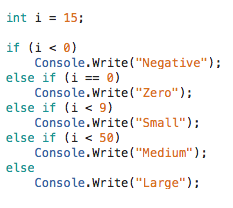 int i = 15;
if (i < 0)
Console.Write("Negative");
else if (i == 0)
Console.Write("Zero");
else if (i < 9)
Console.Write("Small");
else if (i < 50)
Console.Write("Medium");
else
Console.Write("Large");